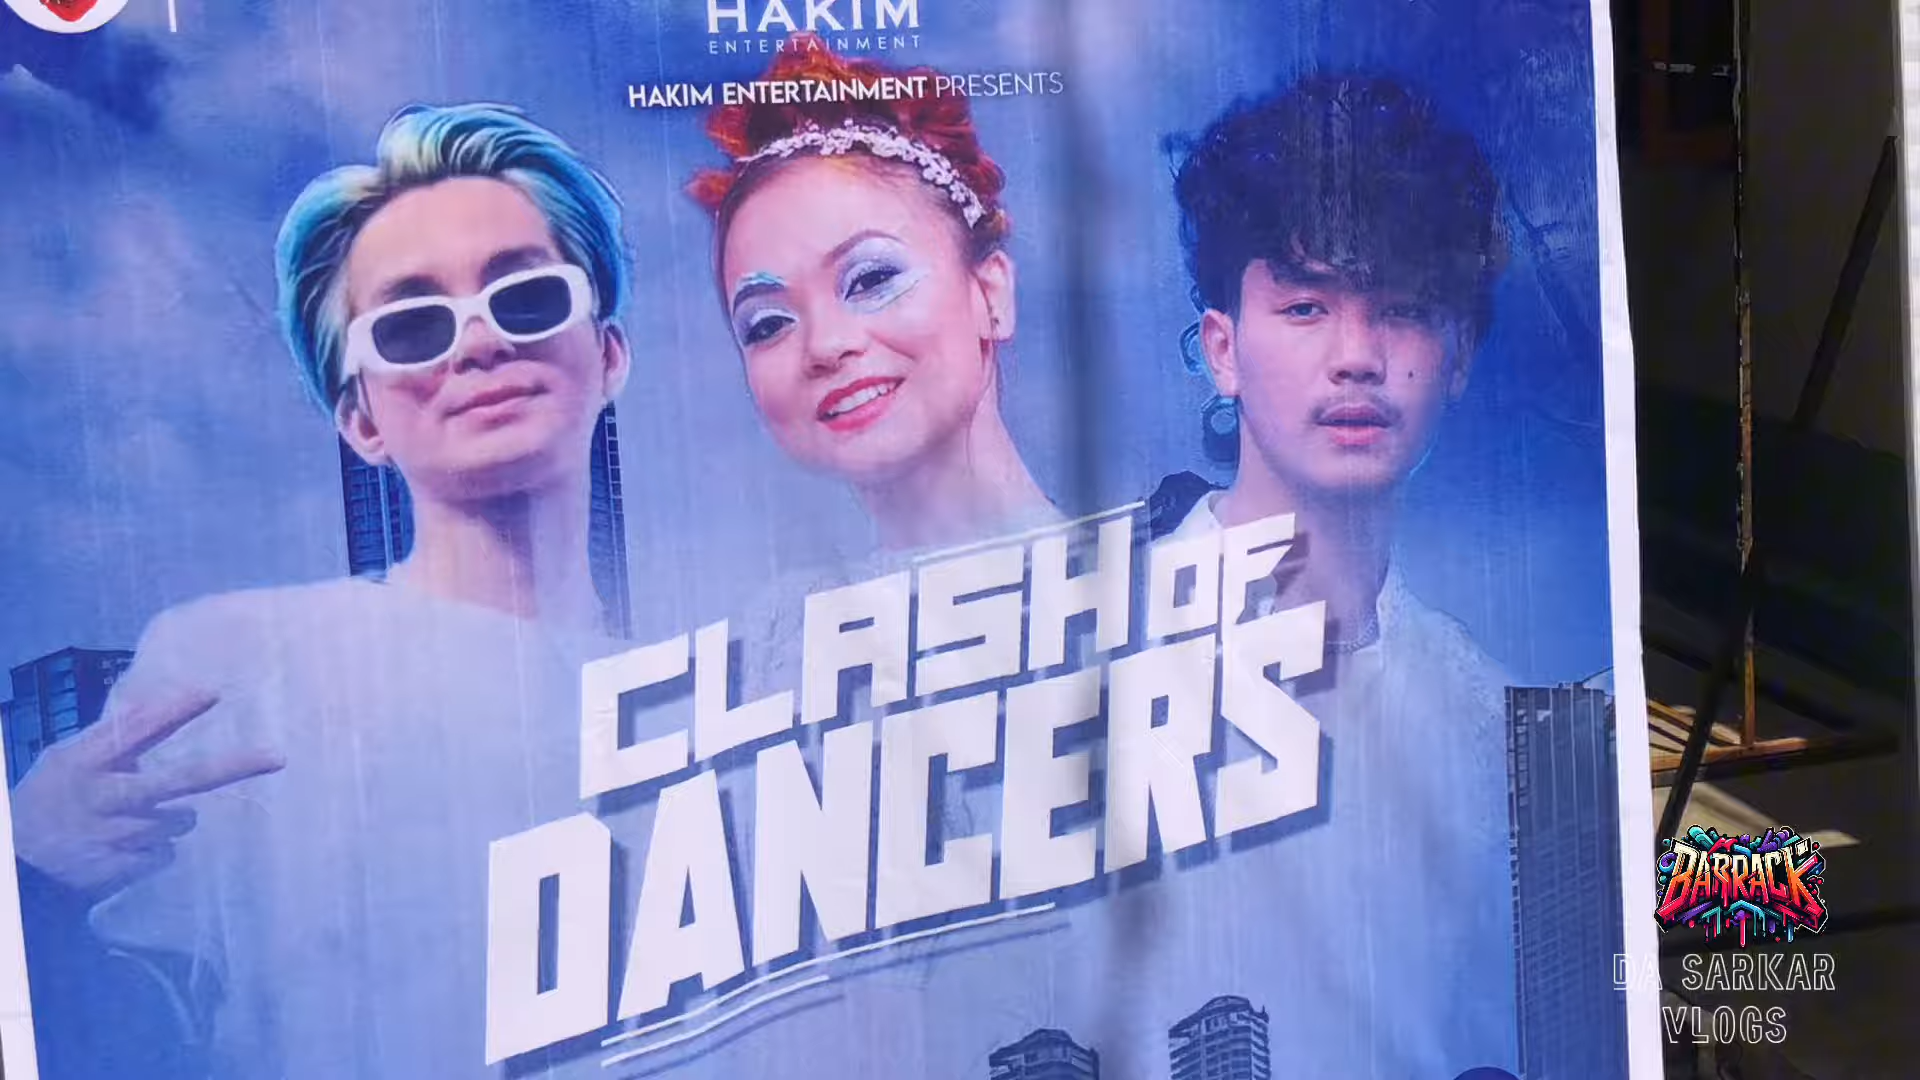 HAKIM
ENTERTAINMENT
HAKIM ENTERTAINMENT PRESENTS
CLASH OF
DANCERS
BARRACK
DA SARKAR
VLOGS